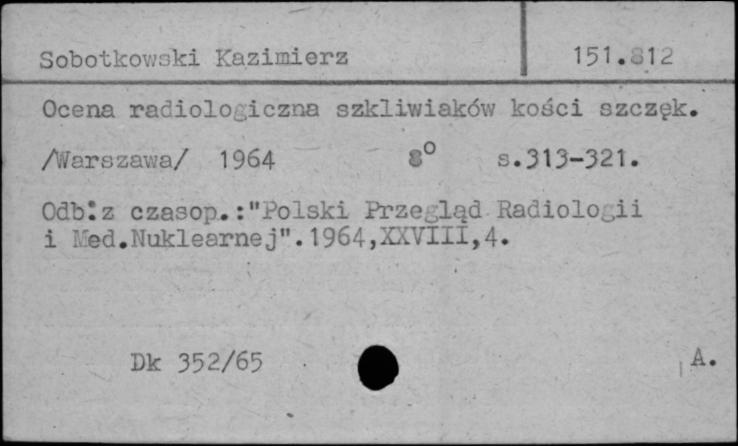 Sobotkowski Kazimierz 151.812
Ocena radiologiczna szkliwiaków kości szczęk.
/Warszawa/ 1964 8° s.313-321.
Odb:z czasop.:"Polski Przegląd Radiologii
i Med.Nuklearnej".1964,XXVIII,4.
Dk 352/65 A.